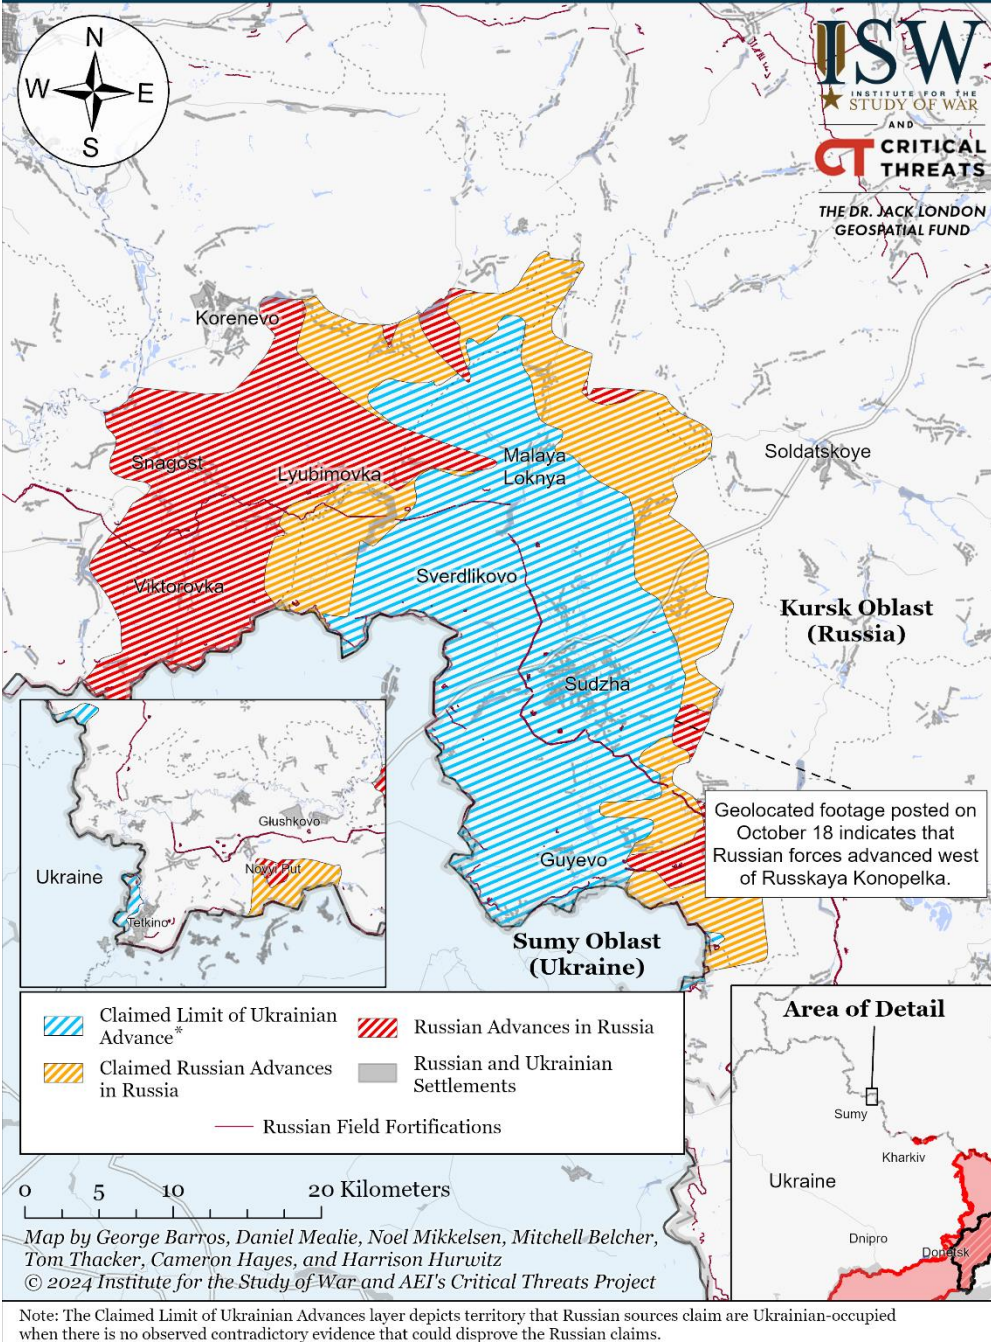 N
W
E
S
ISW
INSTITUTE FOR THE
STUDY OF WAR
AND
CT CRITICAL
THREATS
THE DR. JACK LONDON
GEOSPATIAL FUND
Korenevo
Snagost
Lyubimovka
Malaya
Loknya
Soldatskoye
Viktorovka
Sverdlikovo
Kursk Oblast
(Russia)
Sudzha
Geolocated footage posted on
October 18 indicates that
Russian forces advanced west
of Russkaya Konopelka.
Guyevo
Sumy Oblast
(Ukraine)
Glushkovo
Ukraine
Novyi Put
Tetkino
Claimed Limit of Ukrainian
Advance*
Russian Advances in Russia
Claimed Russian Advances
in Russia
Russian and Ukrainian
Settlements
Russian Field Fortifications
Area of Detail
Sumy
Kharkiv
Ukraine
Dnipro
Donetsk
0 5 10 20 Kilometers
Map by George Barros, Daniel Mealie, Noel Mikkelsen, Mitchell Belcher,
Tom Thacker, Cameron Hayes, and Harrison Hurwitz
© 2024 Institute for the Study of War and AEI's Critical Threats Project
Note: The Claimed Limit of Ukrainian Advances layer depicts territory that Russian sources claim are Ukrainian-occupied
when there is no observed contradictory evidence that could disprove the Russian claims.